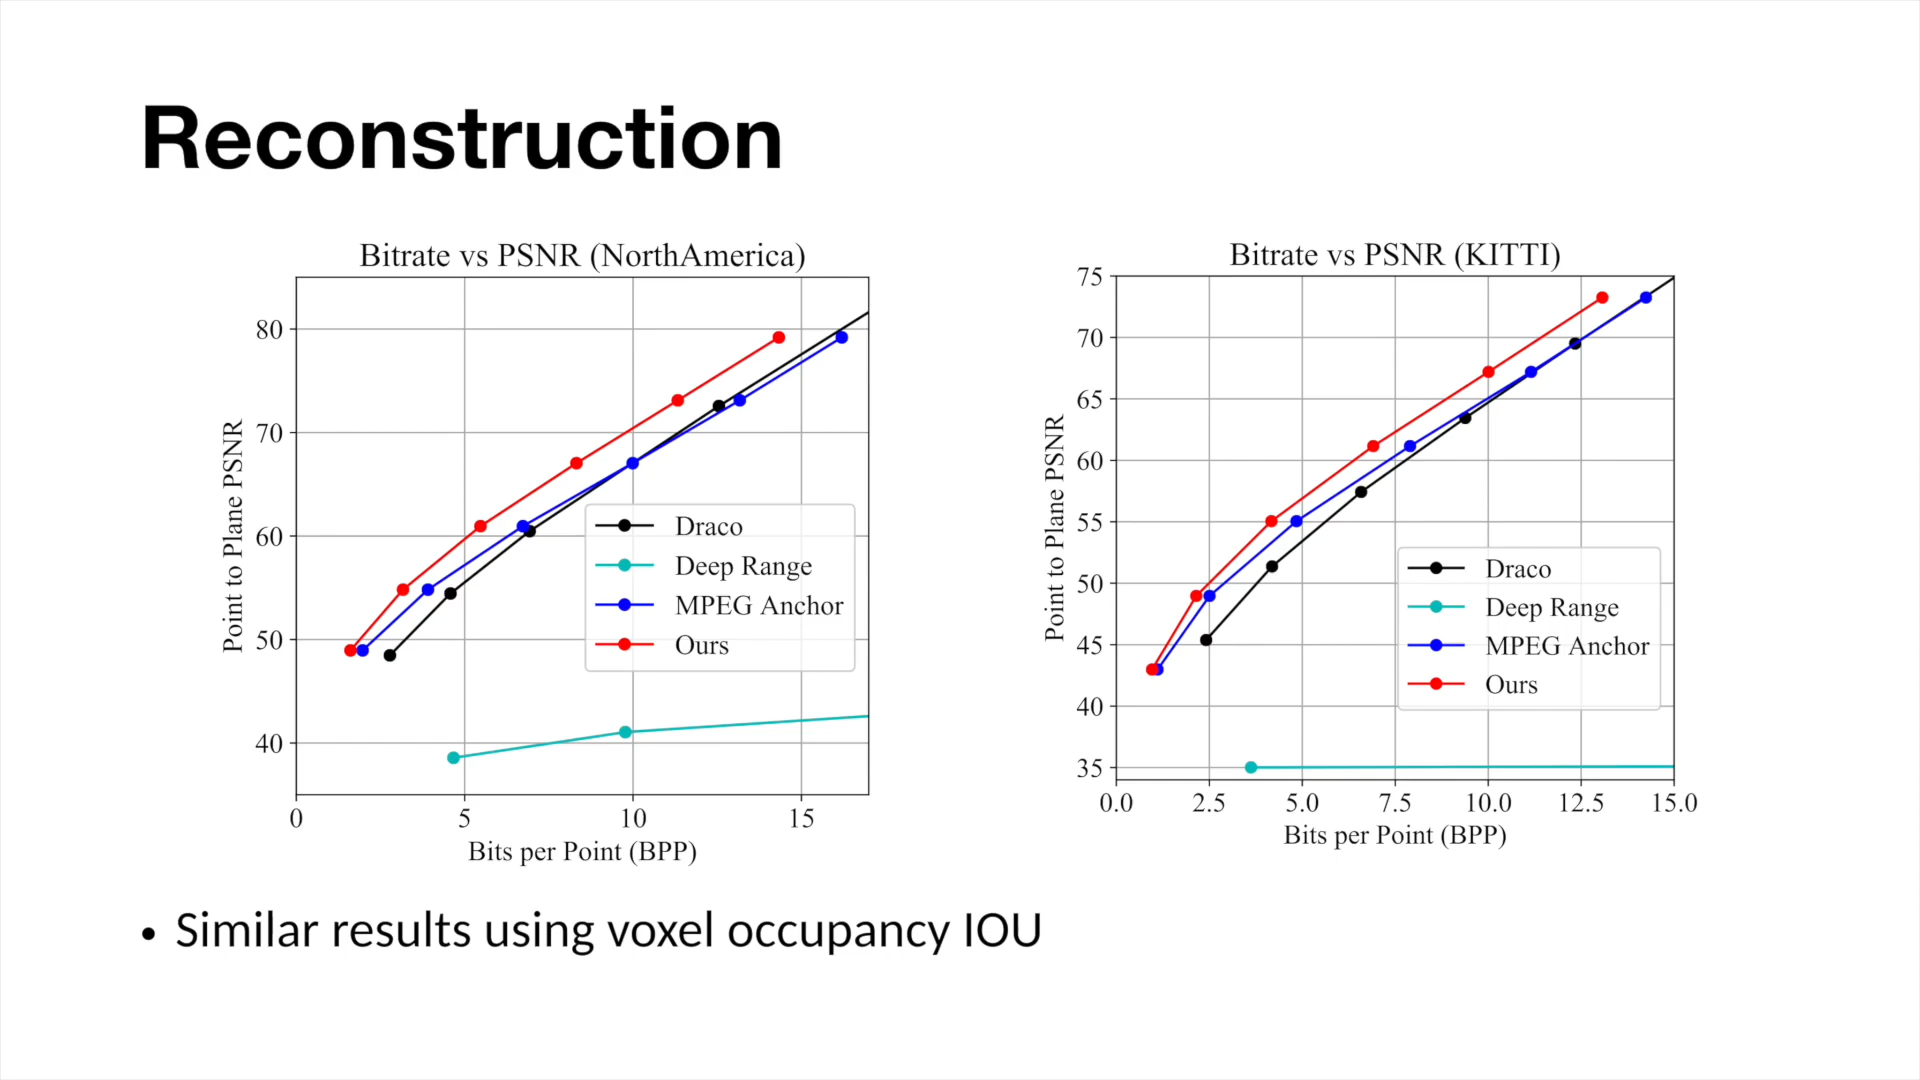 Reconstruction
Bitrate vs PSNR (NorthAmerica)
80
70
60
50
40
Point to Plane PSNR
Draco
Deep Range
MPEG Anchor
Ours
0 5 10 15
Bits per Point (BPP)
Bitrate vs PSNR (KITTI)
75
70
65
60
55
50
45
40
35
Point to Plane PSNR
Draco
Deep Range
MPEG Anchor
Ours
0.0 2.5 5.0 7.5 10.0 12.5 15.0
Bits per Point (BPP)
• Similar results using voxel occupancy IOU